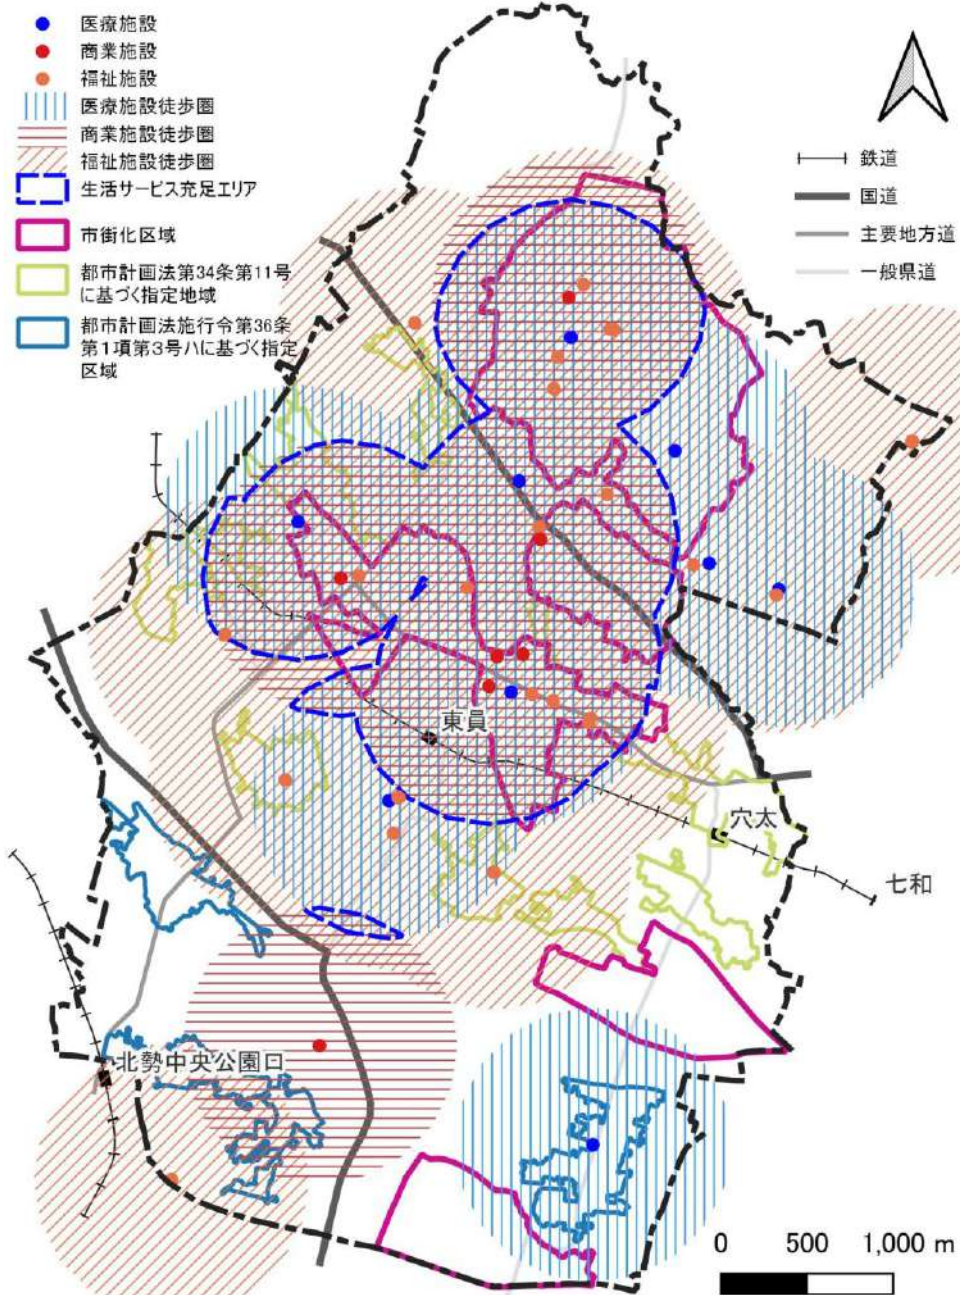 医療施設
商業施設
福祉施設
医療施設徒歩圏
商業施設徒歩圏
福祉施設徒歩圏
生活サービス充足エリア
市街化区域
都市計画法第34条第11号
に基づく指定地域
都市計画法施行令第36条
第1項第3号ハに基づく指定
区域
鉄道
国道
主要地方道
一般県道
東員
穴太
七和
北勢中央公園口
0 500 1,000 m